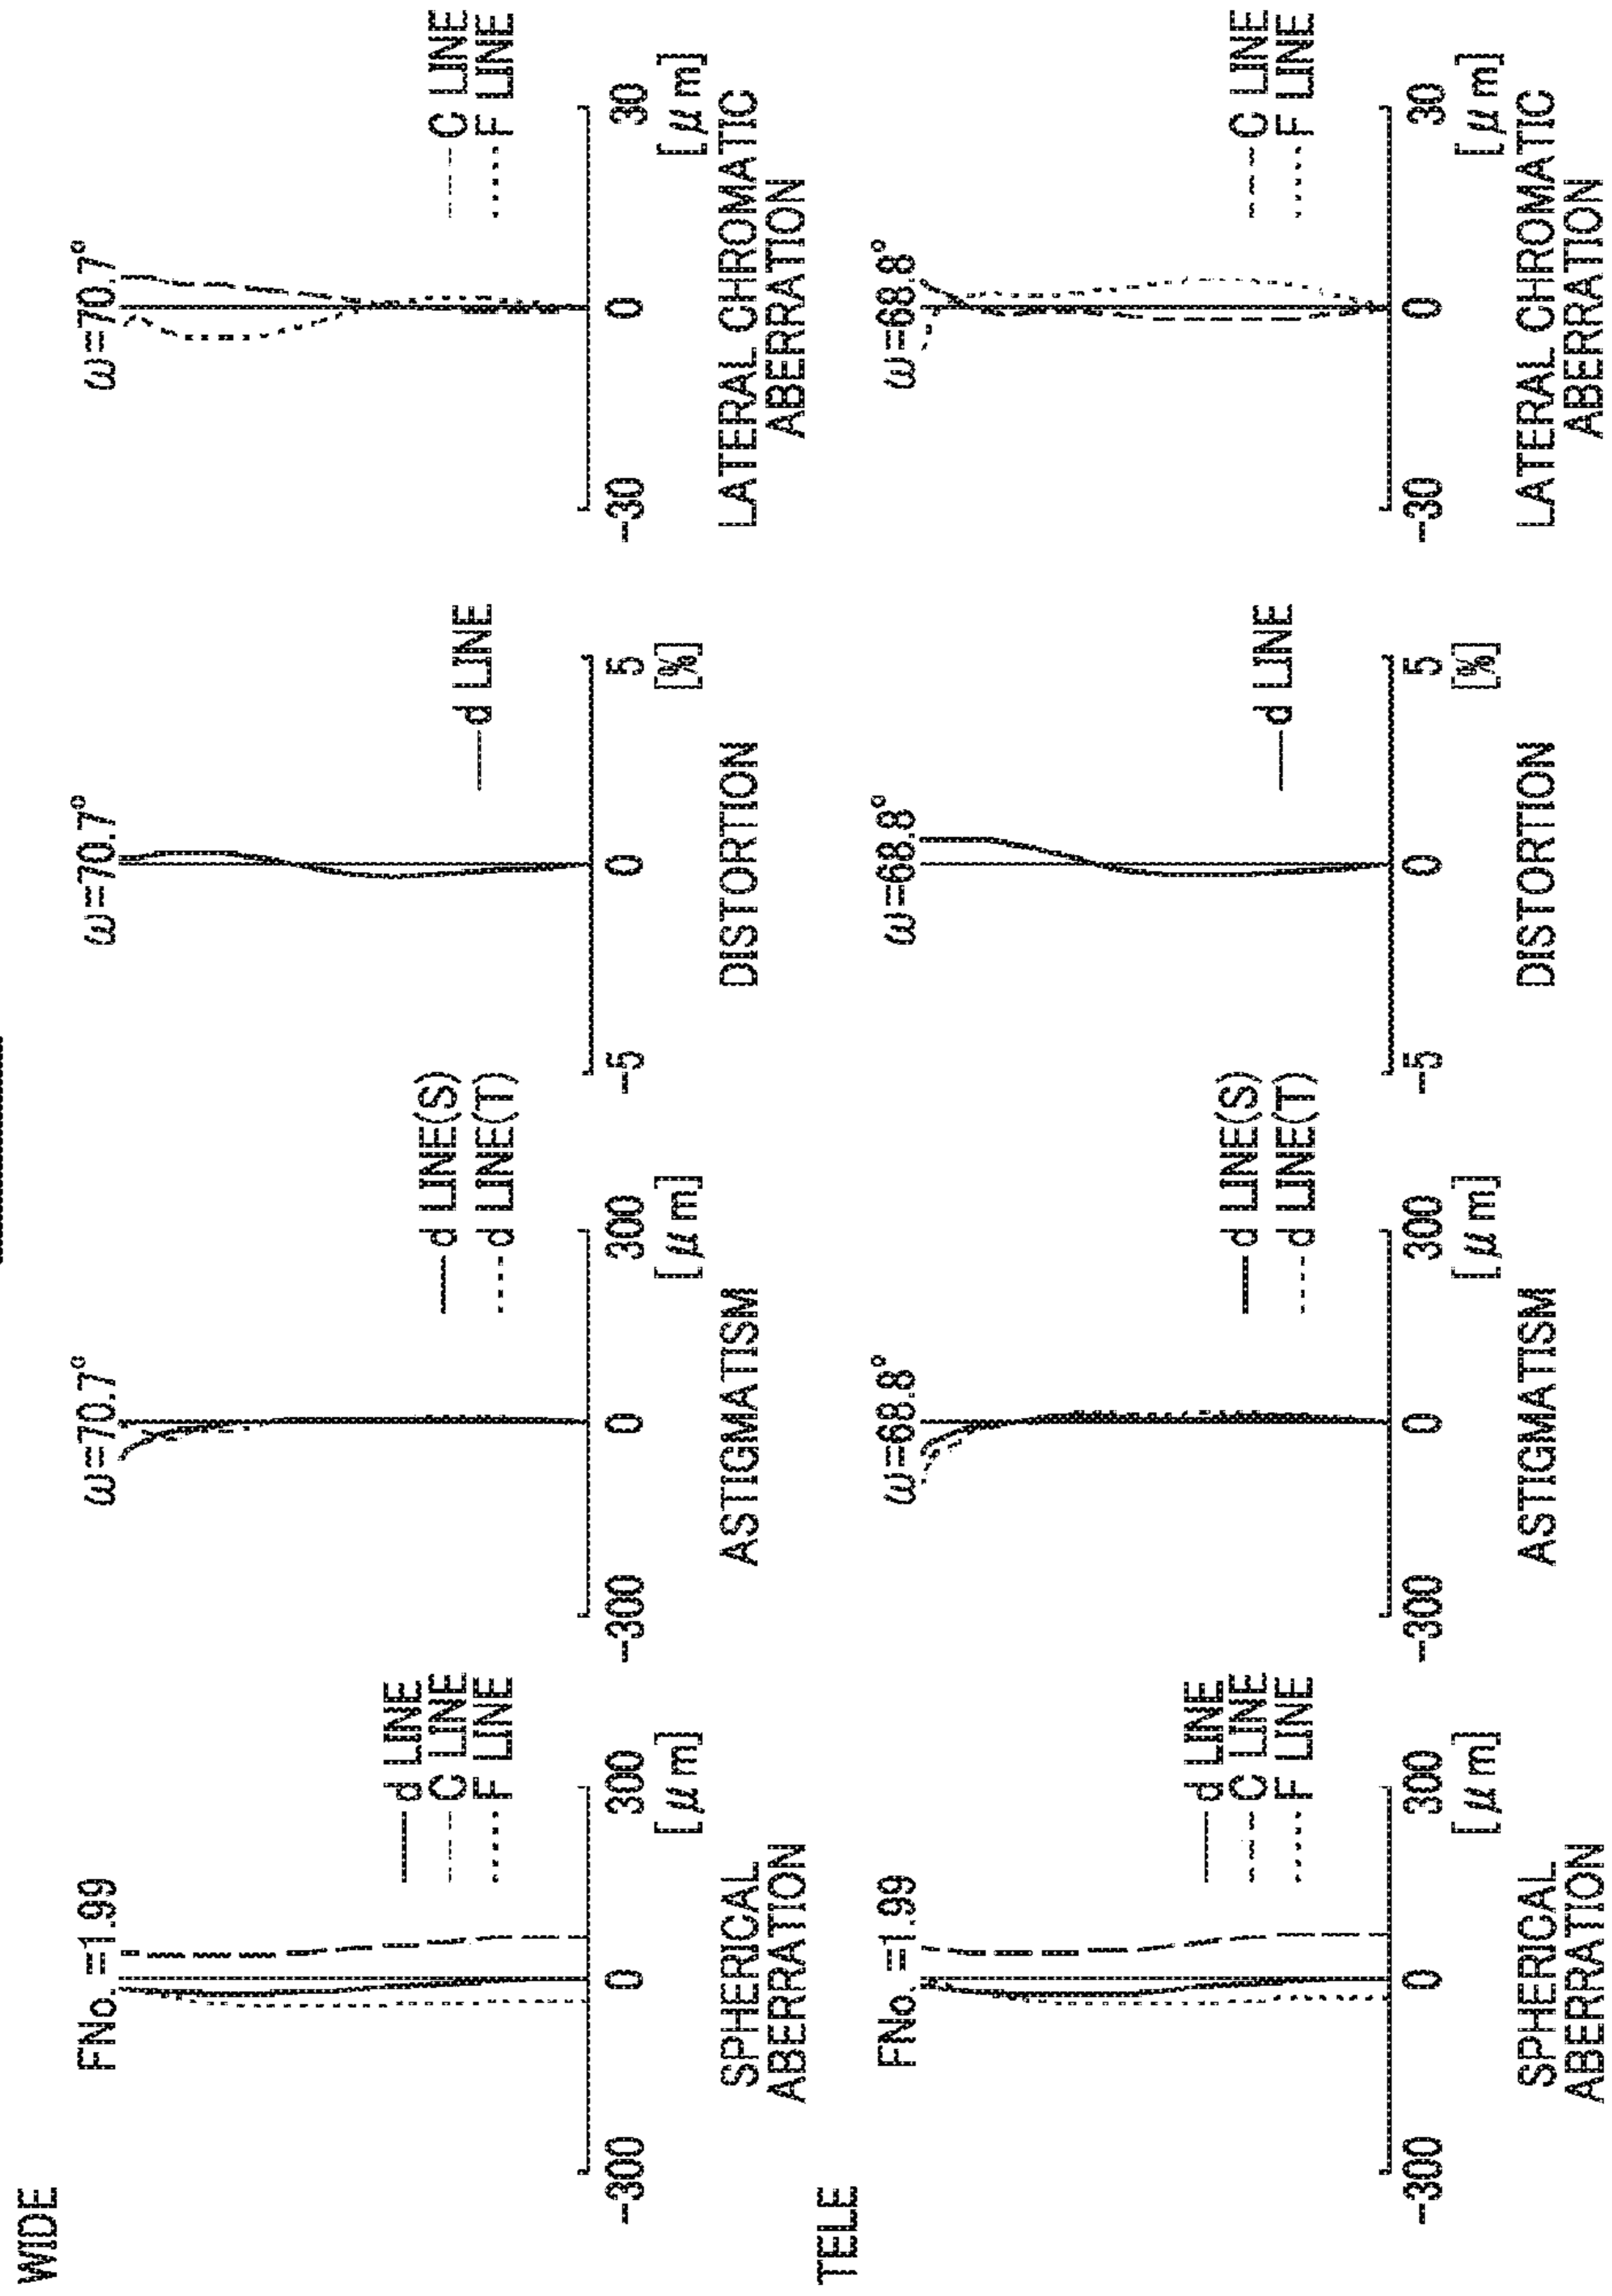 WIDE
FNo. =1.99
d LINE
C LINE
F LINE
-300
0
300
[μm]
SPHERICAL
ABERRATION
ω=70.7°
d LINE(S)
d LINE(T)
-300
0
300
[μm]
ASTIGMATISM
ω=70.7°
d LINE
-5
0
5
[%]
DISTORTION
ω=70.7°
C LINE
F LINE
-30
0
30
[μm]
LATERAL CHROMATIC
ABERRATION
TELE
FNo. =1.99
d LINE
C LINE
F LINE
-300
0
300
[μm]
SPHERICAL
ABERRATION
ω=68.8°
d LINE(S)
d LINE(T)
-300
0
300
[μm]
ASTIGMATISM
ω=68.8°
d LINE
-5
0
5
[%]
DISTORTION
ω=68.8°
C LINE
F LINE
-30
0
30
[μm]
LATERAL CHROMATIC
ABERRATION